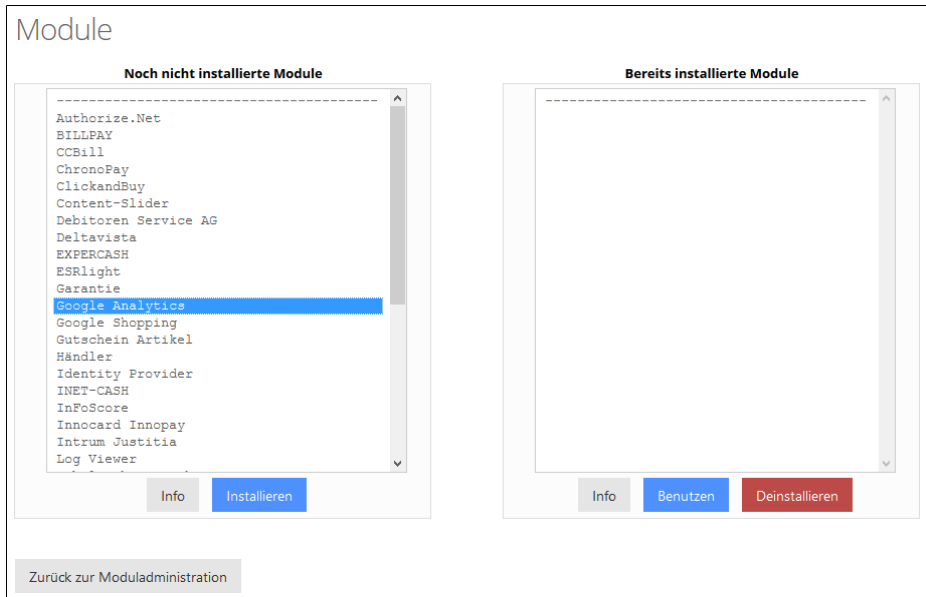 Module
Noch nicht installierte Module
----------------------------------------
Authorize.Net
BILLPAY
CCBill
ChronoPay
ClickandBuy
Content-Slider
Debitoren Service AG
Deltavista
EXPERCASH
ESRlight
Garantie
Google Analytics
Google Shopping
Gutschein Artikel
Händler
Identity Provider
INET-CASH
InFoScore
Innocard Innopay
Intrum Justitia
Log Viewer
Info
Installieren
Bereits installierte Module
----------------------------------------
Info
Benutzen
Deinstallieren
Zurück zur Moduladministration